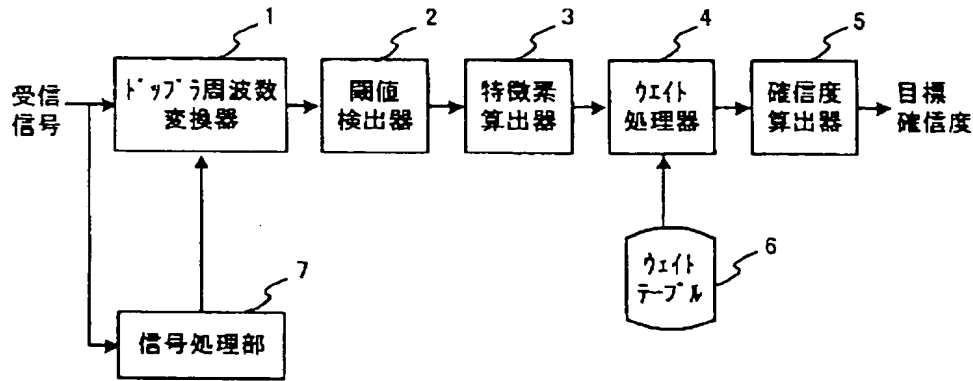 1
2
3
4
5
受信
信号
ドップラ周波数
変換器
閾値
検出器
特徴素
算出器
ウエイト
処理器
確信度
算出器
目標
確信度
7
信号処理部
6
ウェイト
テーブル